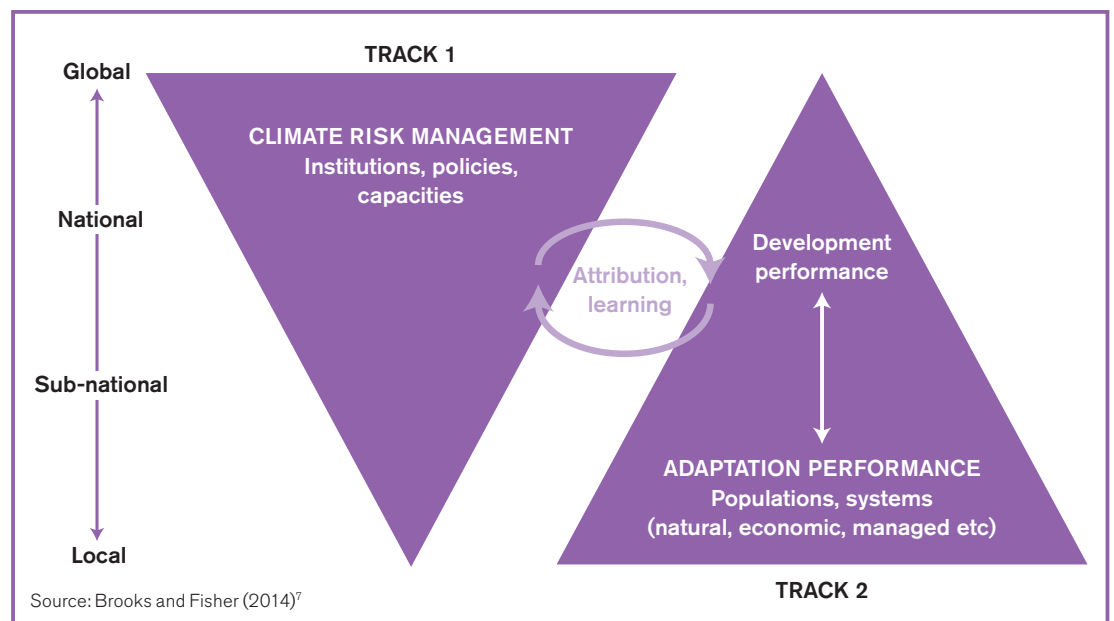 TRACK 1
Global
National
Sub-national
Local
CLIMATE RISK MANAGEMENT
Institutions, policies,
capacities
Attribution,
learning
Development
performance
ADAPTATION PERFORMANCE
Populations, systems
(natural, economic, managed etc)
TRACK 2
Source: Brooks and Fisher (2014)⁷